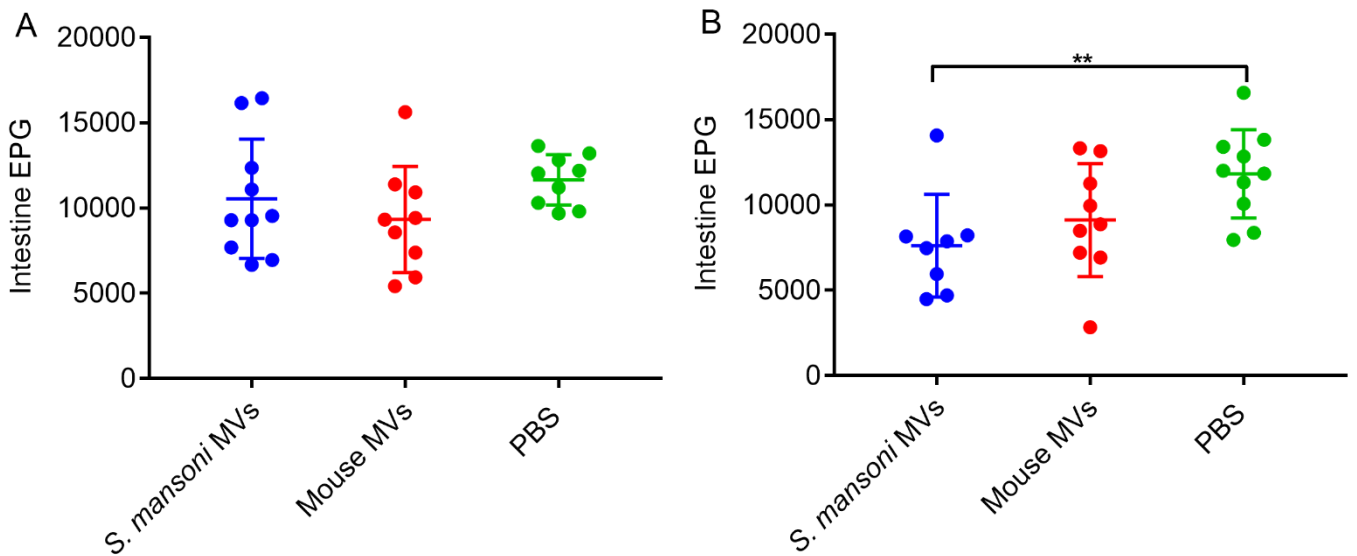 A
Intestine EPG
20000
15000
10000
5000
0
S. mansoni MVs
Mouse MVs
PBS
B
Intestine EPG
20000
15000
10000
5000
0
**
S. mansoni MVs
Mouse MVs
PBS